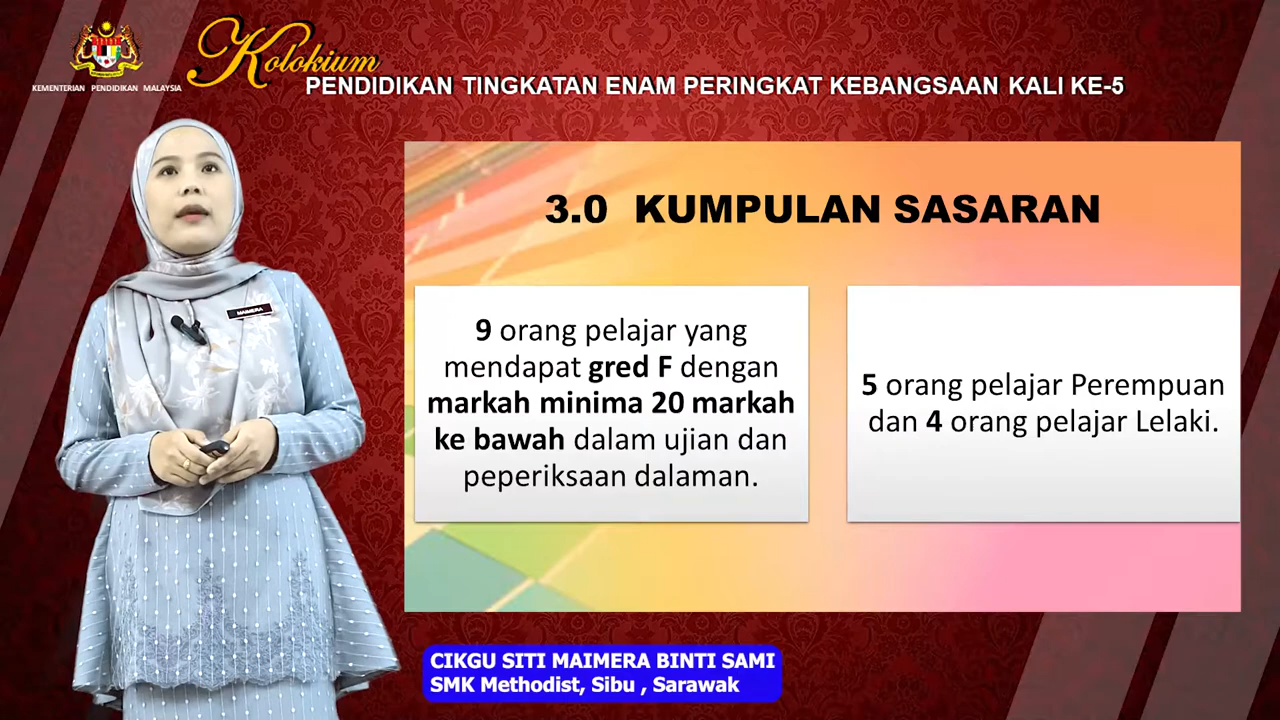 KEMENTERIAN PENDIDIKAN MALAYSIA
Kolokium
PENDIDIKAN TINGKATAN ENAM PERINGKAT KEBANGSAAN KALI KE-5
3.0 KUMPULAN SASARAN
9 orang pelajar yang
mendapat gred F dengan
markah minima 20 markah
ke bawah dalam ujian dan
peperiksaan dalaman.
5 orang pelajar Perempuan
dan 4 orang pelajar Lelaki.
MAIMERA
CIKGU SITI MAIMERA BINTI SAMI
SMK Methodist, Sibu , Sarawak